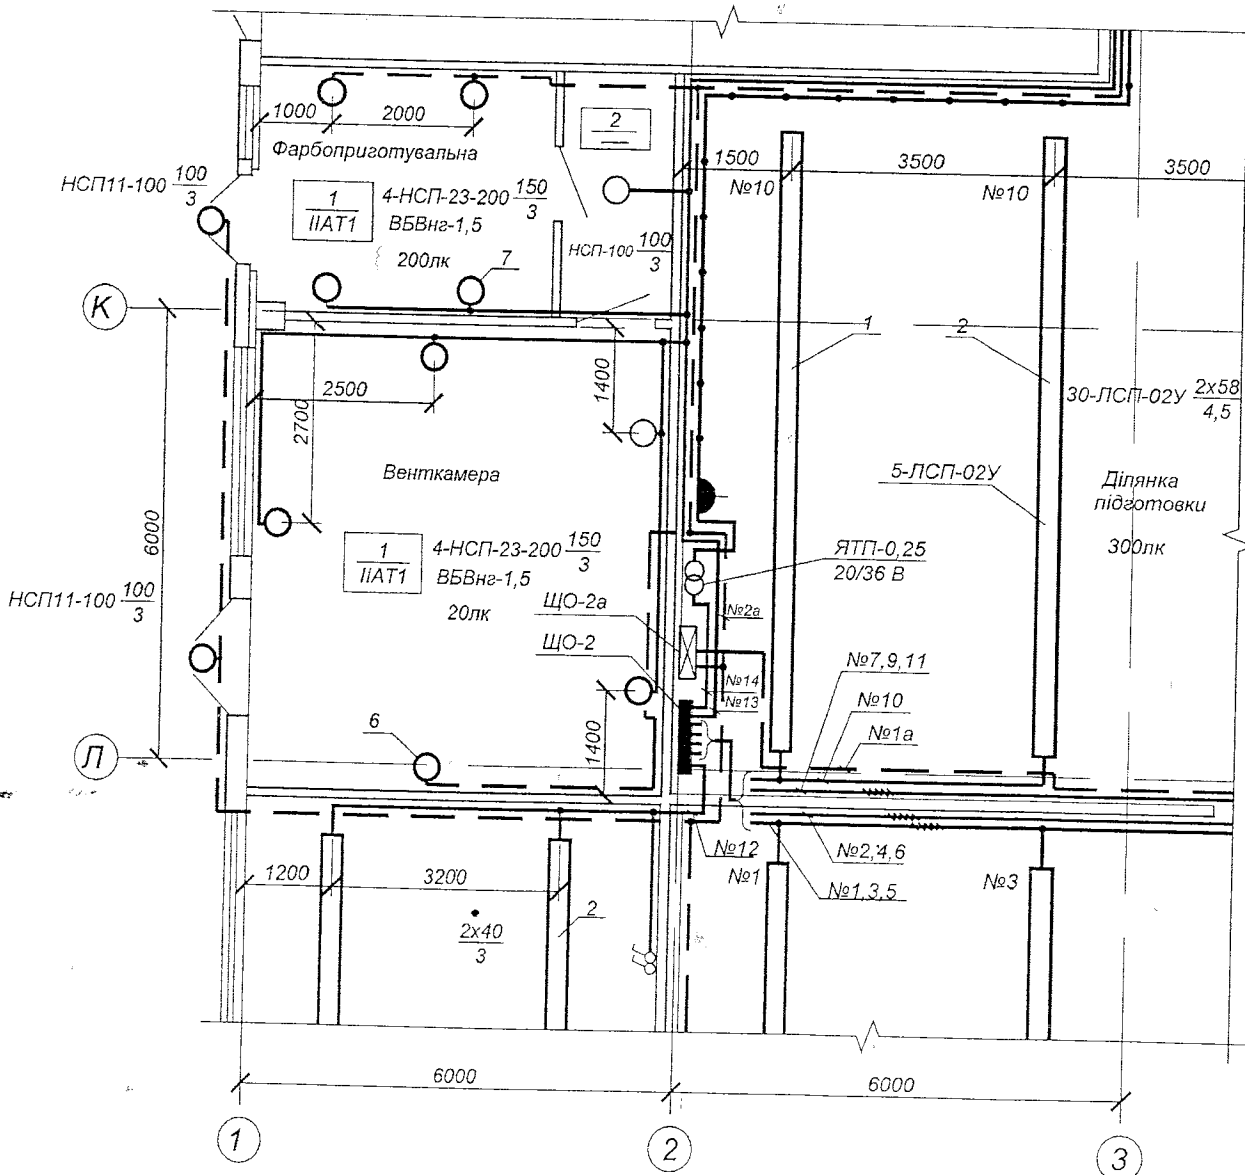 1000
2000
2
Фарбоприготувальна
1500
3500
3500
№10
№10
НСП11-100 100/3
1
IIАТ1
4-НСП-23-200 150/3
ВБВнг-1,5
200лк
НСП-100 100/3
7
К
1
2
2500
2700
1400
30-ЛСП-02У 2x58/4,5
Венткамера
5-ЛСП-02У
Ділянка
підготовки
300лк
6000
1
IIАТ1
4-НСП-23-200 150/3
ВБВнг-1,5
20лк
ЯТП-0,25
20/36 В
НСП11-100 100/3
ЩО-2а
№2а
ЩО-2
№7,9,11
№14
№13
№10
6
1400
№1а
Л
№12
№2,4,6
№1
№1,3,5
№3
1200
3200
2
2x40
3
6000
6000
1
2
3